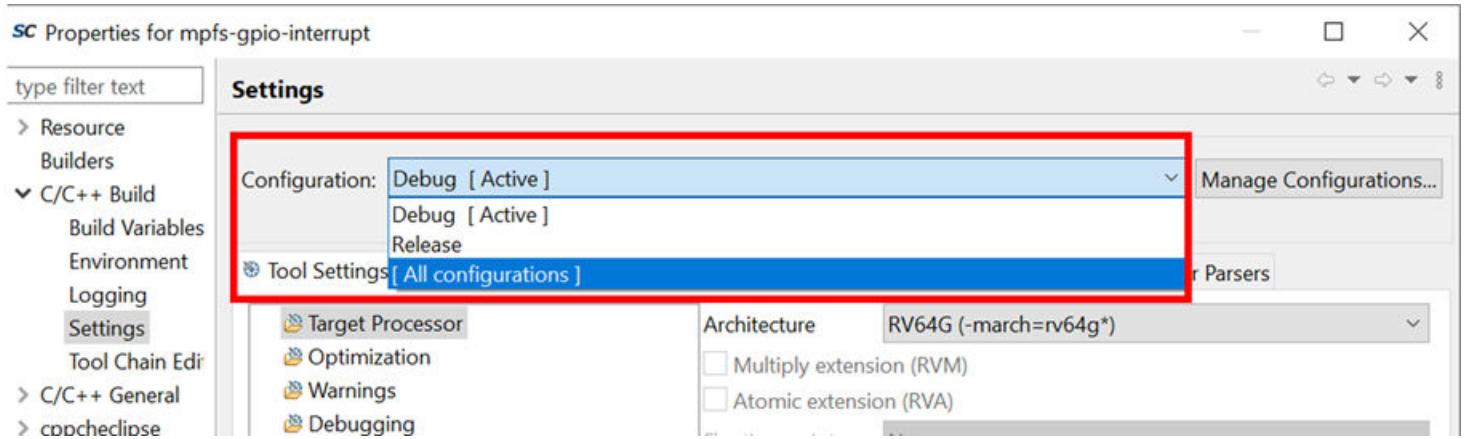 SC Properties for mpfs-gpio-interrupt
type filter text
Settings
Resource
Builders
C/C++ Build
Build Variables
Environment
Logging
Settings
Tool Chain Edi
C/C++ General
cppcheclipse
Configuration: Debug [ Active ]
Manage Configurations...
Debug [ Active ]
Release
[ All configurations ]
Tool Settings
r Parsers
Target Processor
Optimization
Warnings
Debugging
Architecture RV64G (-march=rv64g*)
Multiply extension (RVM)
Atomic extension (RVA)